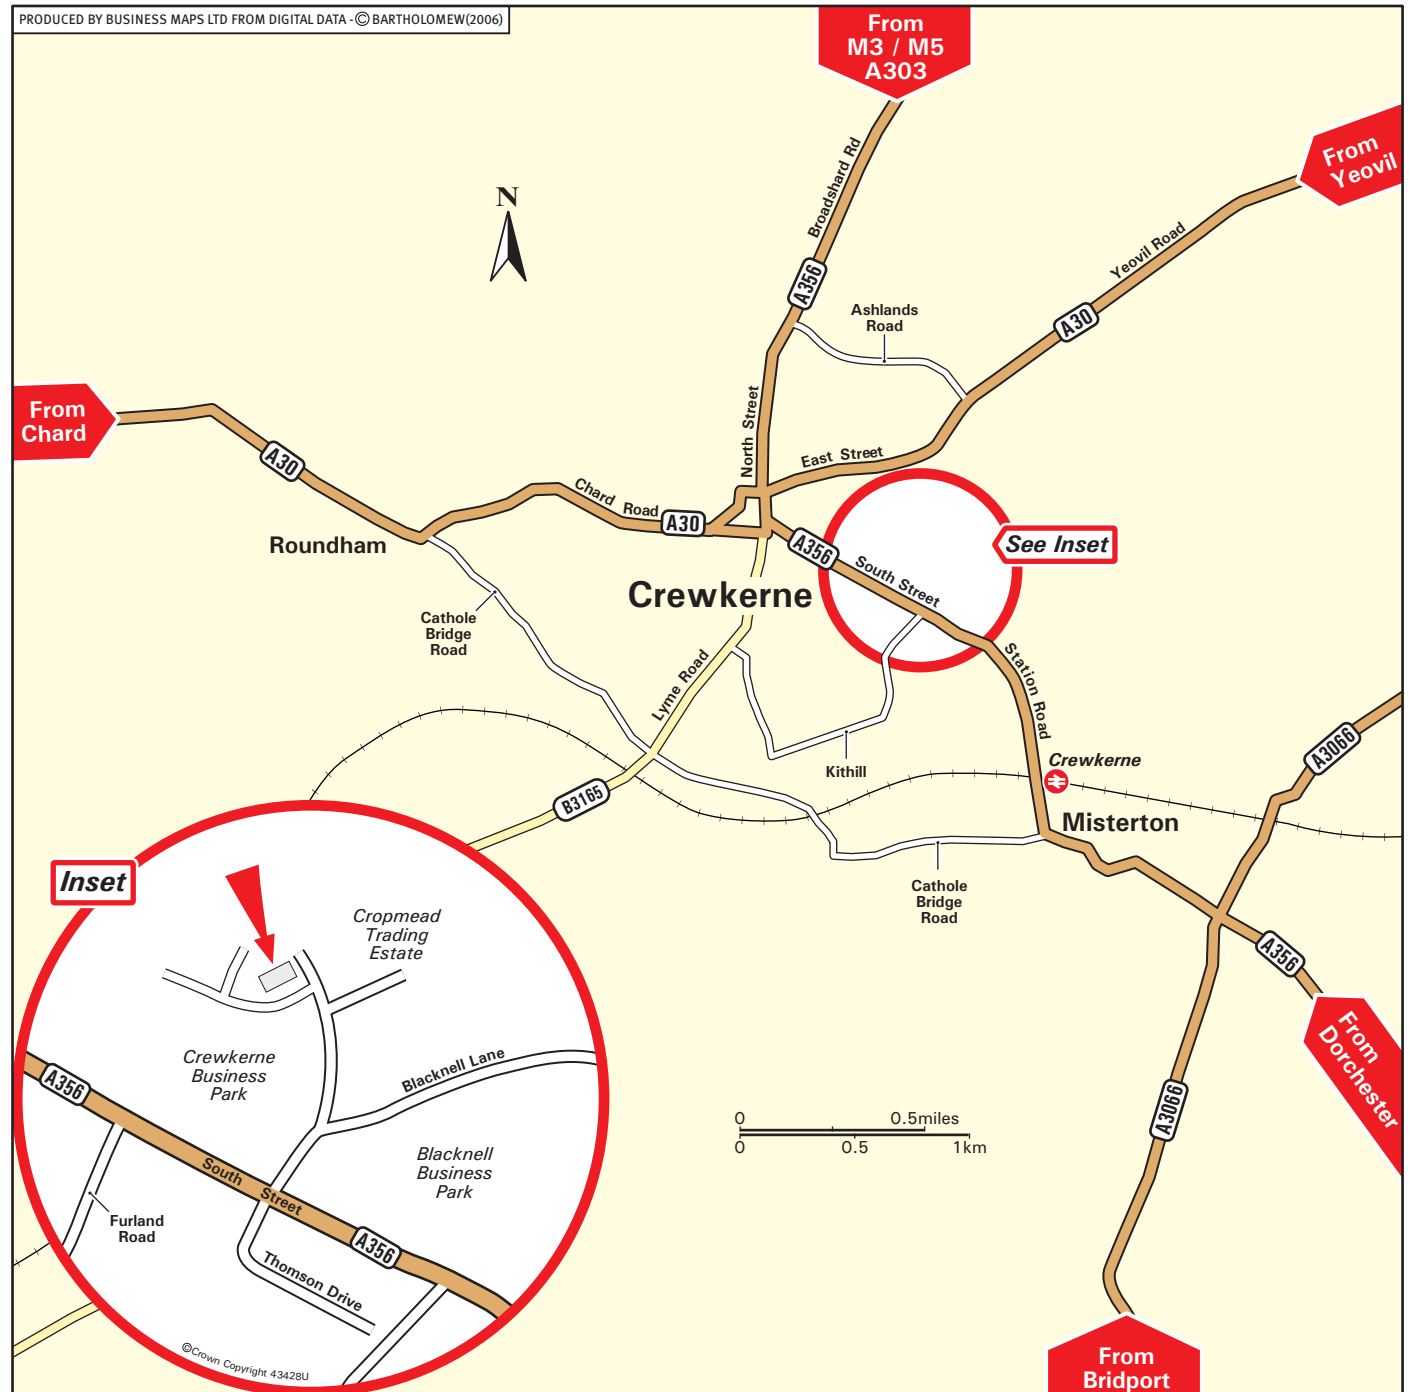 PRODUCED BY BUSINESS MAPS LTD FROM DIGITAL DATA - © BARTHOLOMEW(2006)
From
M3 / M5
A303
From
Yeovil
N
Broadshard Rd
A356
Yeovil Road
A30
Ashlands
Road
From
Chard
A30
North Street
East Street
Chard Road
A30
Roundham
A356
See Inset
South Street
Crewkerne
Cathole
Bridge
Road
Lyme Road
Station Road
Kithill
Crewkerne
A3066
B3165
Misterton
Cathole
Bridge
Road
A356
From
Dorchester
A3066
0 0.5miles
0 0.5 1km
From
Bridport
Inset
Cropmead
Trading
Estate
Crewkerne
Business
Park
Blacknell Lane
A356
Blacknell
Business
Park
South Street
Furland
Road
A356
Thomson Drive
©Crown Copyright 43428U